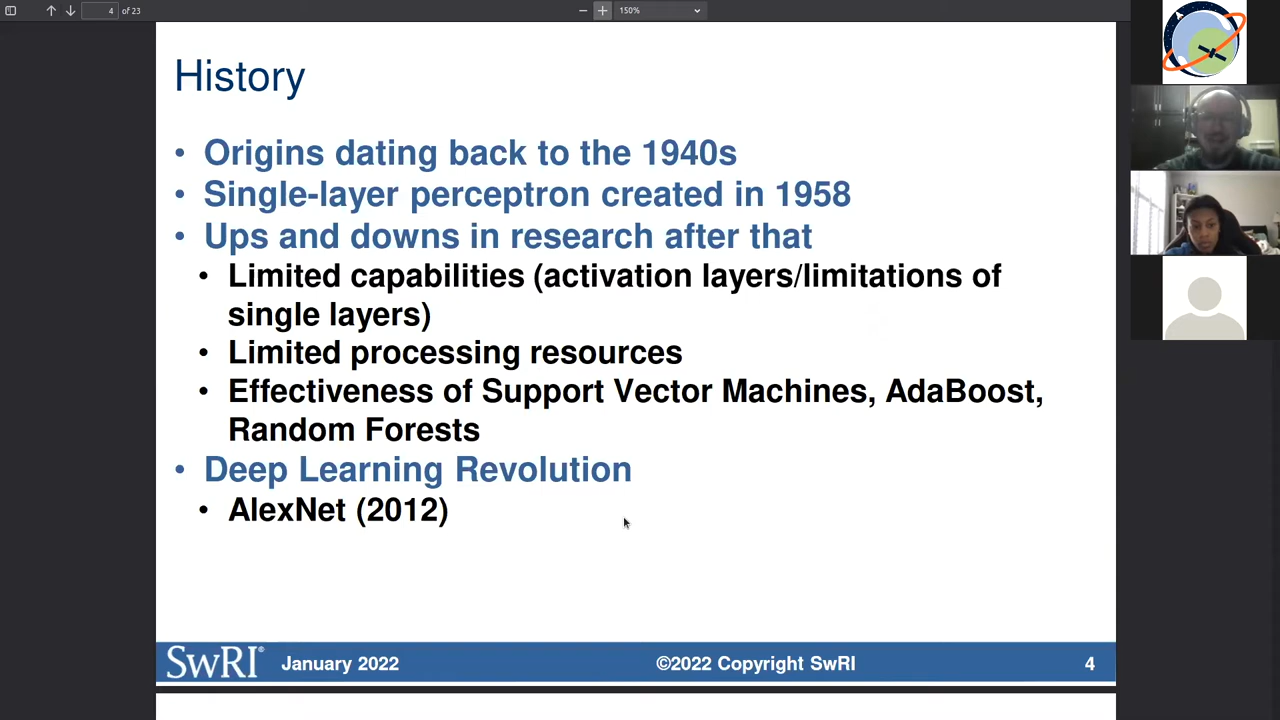 4 of 23
150%
History
• Origins dating back to the 1940s
• Single-layer perceptron created in 1958
• Ups and downs in research after that
• Limited capabilities (activation layers/limitations of
single layers)
• Limited processing resources
• Effectiveness of Support Vector Machines, AdaBoost,
Random Forests
• Deep Learning Revolution
• AlexNet (2012)
SwRI® January 2022 ©2022 Copyright SwRI 4